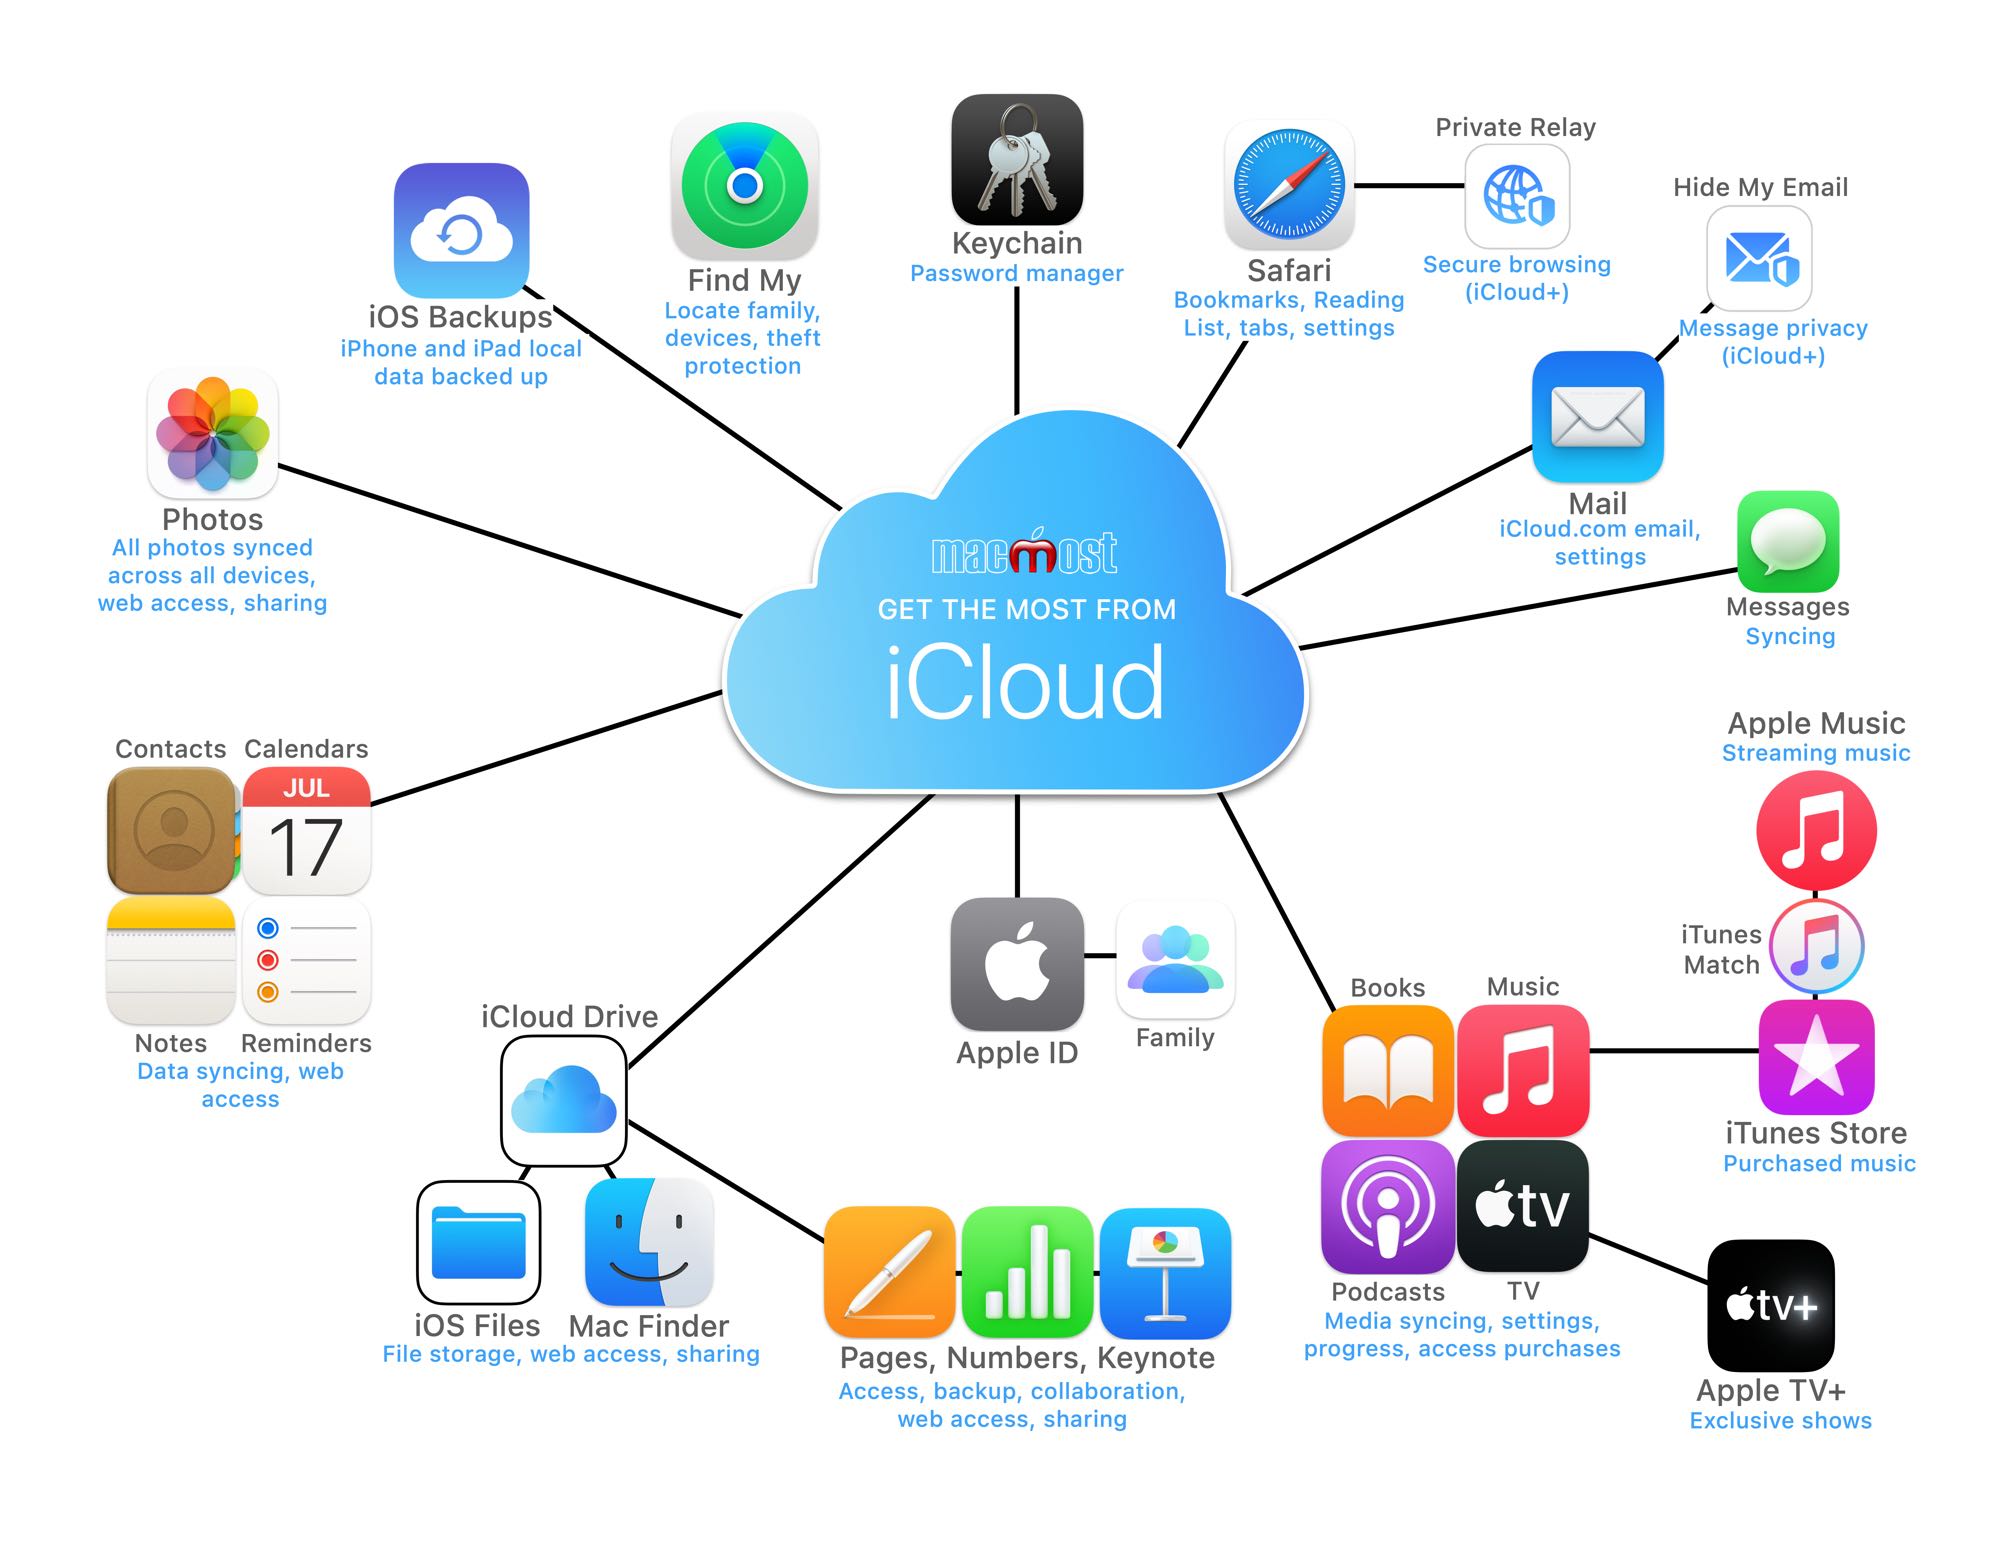 Private Relay
Hide My Email
Keychain
Password manager
Safari
Bookmarks, Reading
List, tabs, settings
Secure browsing
(iCloud+)
Find My
Locate family,
devices, theft
protection
iOS Backups
iPhone and iPad local
data backed up
Message privacy
(iCloud+)
Photos
All photos synced
across all devices,
web access, sharing
Mail
iCloud.com email,
settings
macmost
GET THE MOST FROM
iCloud
Messages
Syncing
Contacts
Calendars
JUL
17
Notes
Reminders
Data syncing, web
access
Apple Music
Streaming music
iTunes
Match
iCloud Drive
Apple ID
Family
Books
Music
iTunes Store
Purchased music
tv
Podcasts
TV
Media syncing, settings,
progress, access purchases
tv+
Apple TV+
Exclusive shows
iOS Files
Mac Finder
File storage, web access, sharing
Pages, Numbers, Keynote
Access, backup, collaboration,
web access, sharing